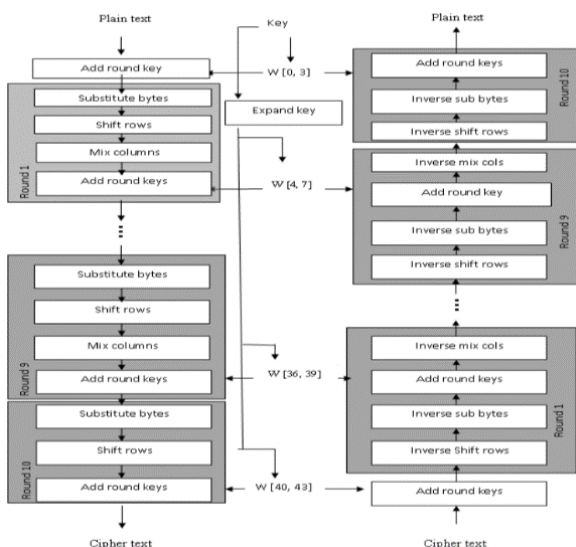 Plain text
Add round key
Substitute bytes
Shift rows
Mix columns
Add round keys
Round 1
Substitute bytes
Shift rows
Mix columns
Add round keys
Round 9
Substitute bytes
Shift rows
Add round keys
Round 10
Cipher text
Key
W [0, 3]
Expand key
W [4, 7]
W [36, 39]
W [40, 43]
Plain text
Add round keys
Inverse sub bytes
Inverse shift rows
Round 10
Inverse mix cols
Add round key
Inverse sub bytes
Inverse shift rows
Round 9
Inverse mix cols
Add round keys
Inverse sub bytes
Inverse Shift rows
Round 1
Add round keys
Cipher text